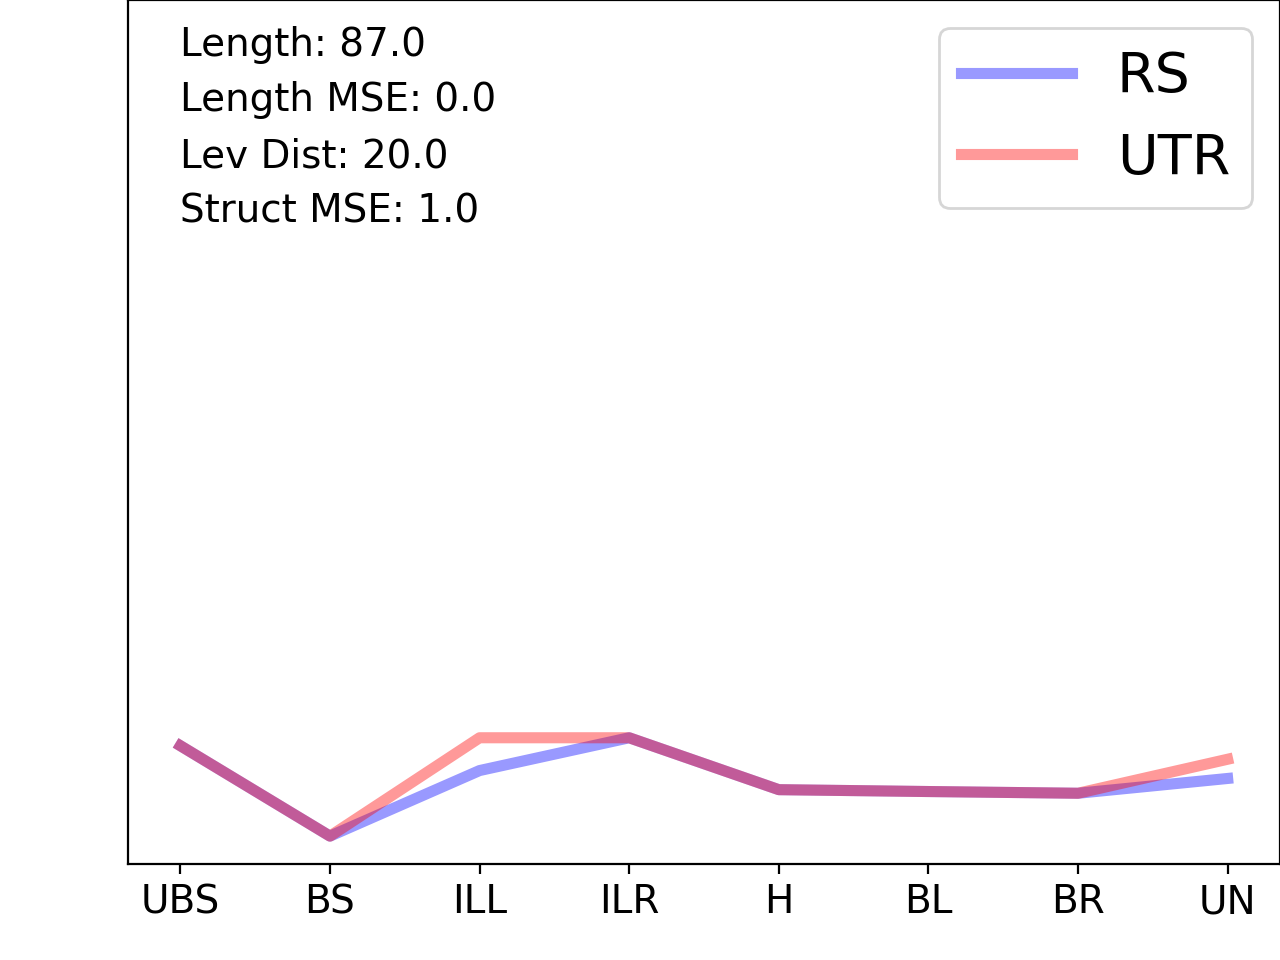 Length: 87.0
Length MSE: 0.0
Lev Dist: 20.0
Struct MSE: 1.0
RS
UTR
UBS BS ILL ILR H BL BR UN